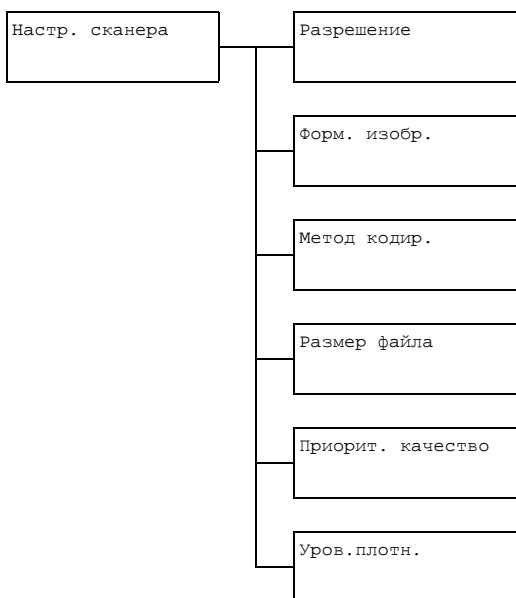 Настр. сканера
Разрешение
Форм. изобр.
Метод кодир.
Размер файла
Приорит. качество
Уров.плотн.